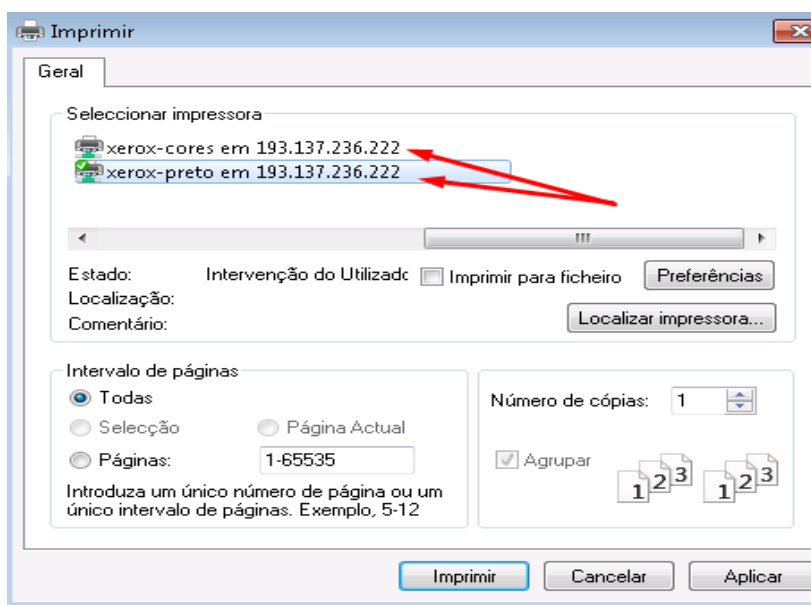 Imprimir
Geral
Seleccionar impressora
xerox-cores em 193.137.236.222
xerox-preto em 193.137.236.222
Estado: Intervenção do Utilizadc Imprimir para ficheiro Preferências
Localização:
Comentário: Localizar impressora...
Intervalo de páginas
Todas
Selecção Página Actual
Páginas: 1-65535
Introduza um único número de página ou um
único intervalo de páginas. Exemplo, 5-12
Número de cópias: 1
Agrupar
1 2 3 1 2 3
Imprimir Cancelar Aplicar